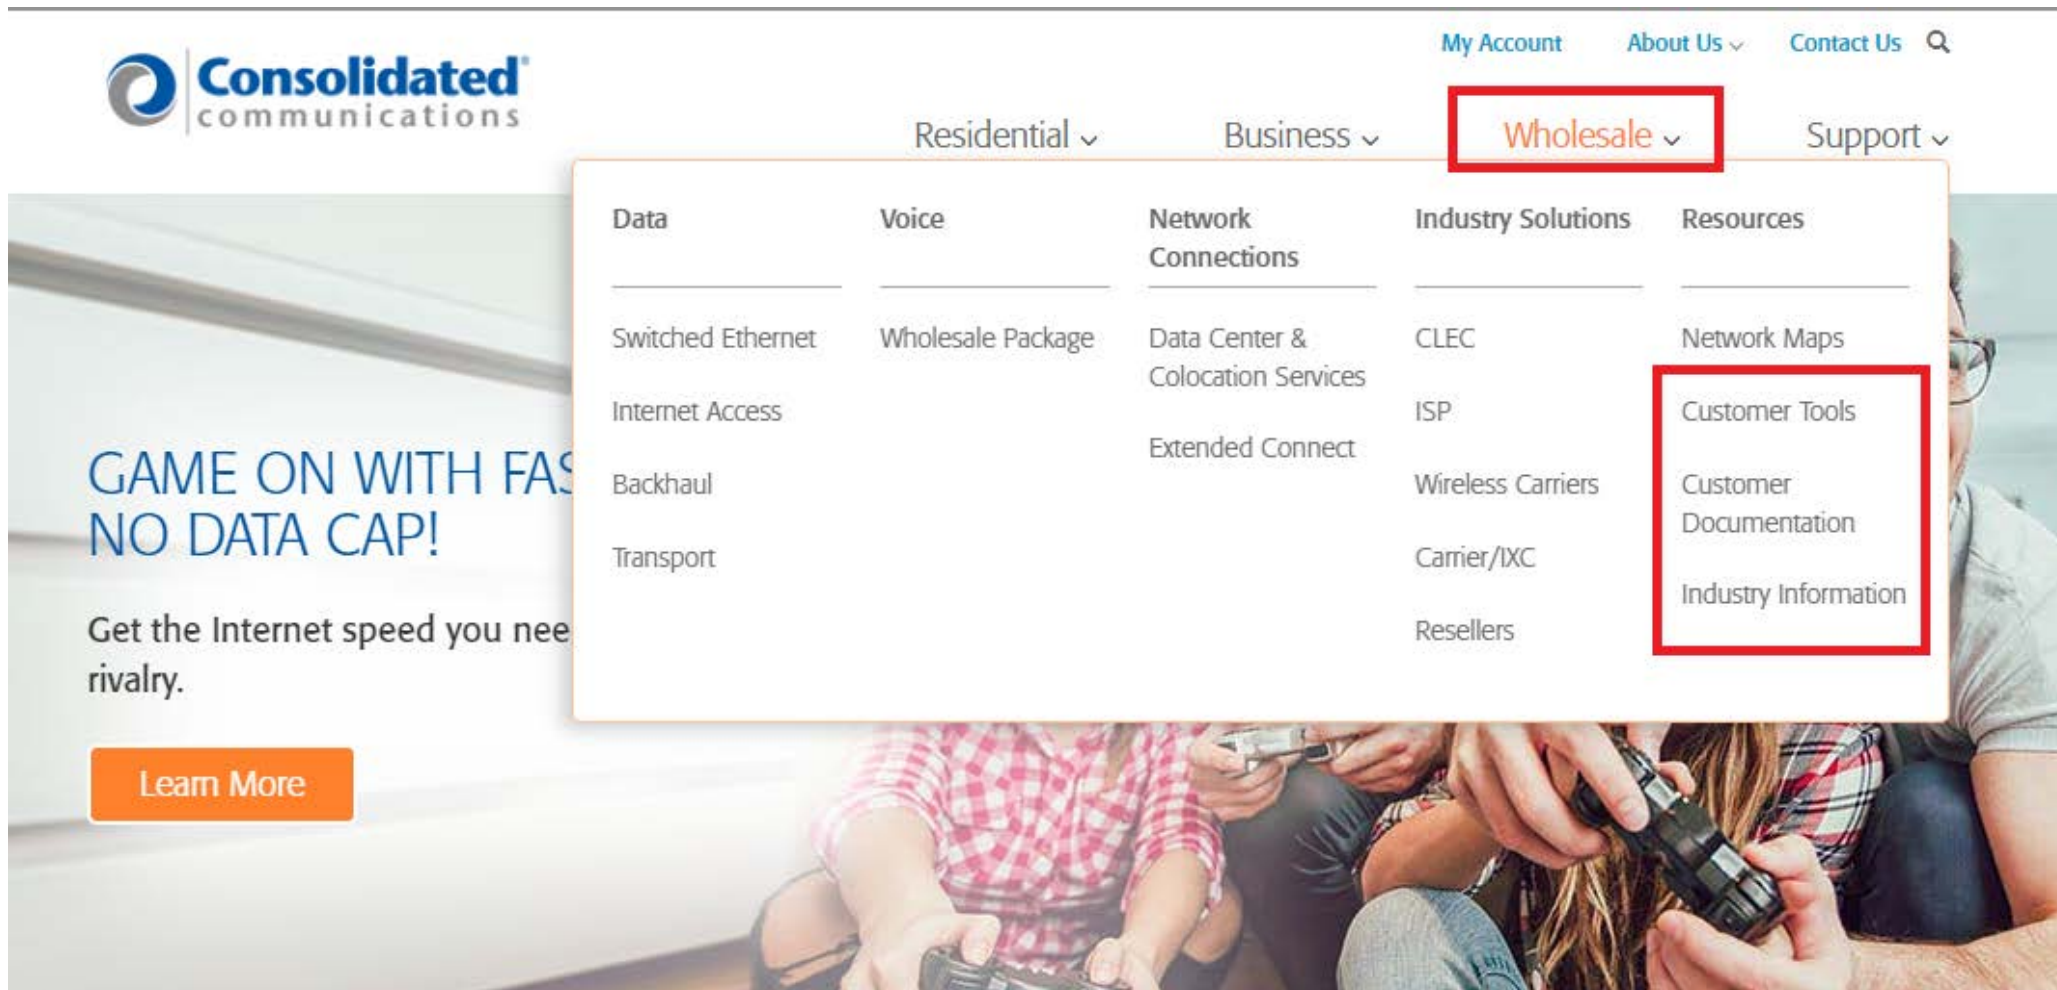 My Account
About Us
Contact Us
Consolidated
communications
Residential
Business
Wholesale
Support
Data
Switched Ethernet
Internet Access
Backhaul
Transport
Voice
Wholesale Package
Network
Connections
Data Center &
Colocation Services
Extended Connect
Industry Solutions
CLEC
ISP
Wireless Carriers
Carrier/IXC
Resellers
Resources
Network Maps
Customer Tools
Customer
Documentation
Industry Information
GAME ON WITH
NO DATA CAP!
Get the Internet speed you
rivalry.
Learn More